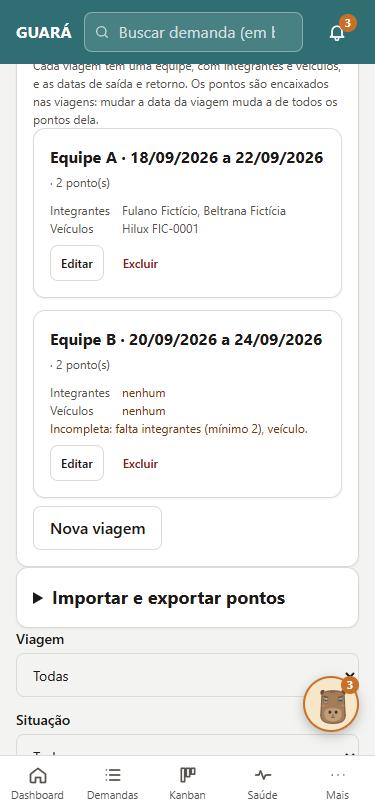 GUARÁ
Buscar demanda (em b
3
Cada viagem tem uma equipe, com integrantes e veículos,
e as datas de saída e retorno. Os pontos são encaixados
nas viagens: mudar a data da viagem muda a de todos os
pontos dela.
Equipe A · 18/09/2026 a 22/09/2026
· 2 ponto(s)
Integrantes Fulano Fictício, Beltrana Fictícia
Veículos Hilux FIC-0001
Editar Excluir
Equipe B · 20/09/2026 a 24/09/2026
· 2 ponto(s)
Integrantes nenhum
Veículos nenhum
Incompleta: falta integrantes (mínimo 2), veículo.
Editar Excluir
Nova viagem
Importar e exportar pontos
Viagem
Todas
3
Situação
Dashboard Demandas Kanban Saúde Mais